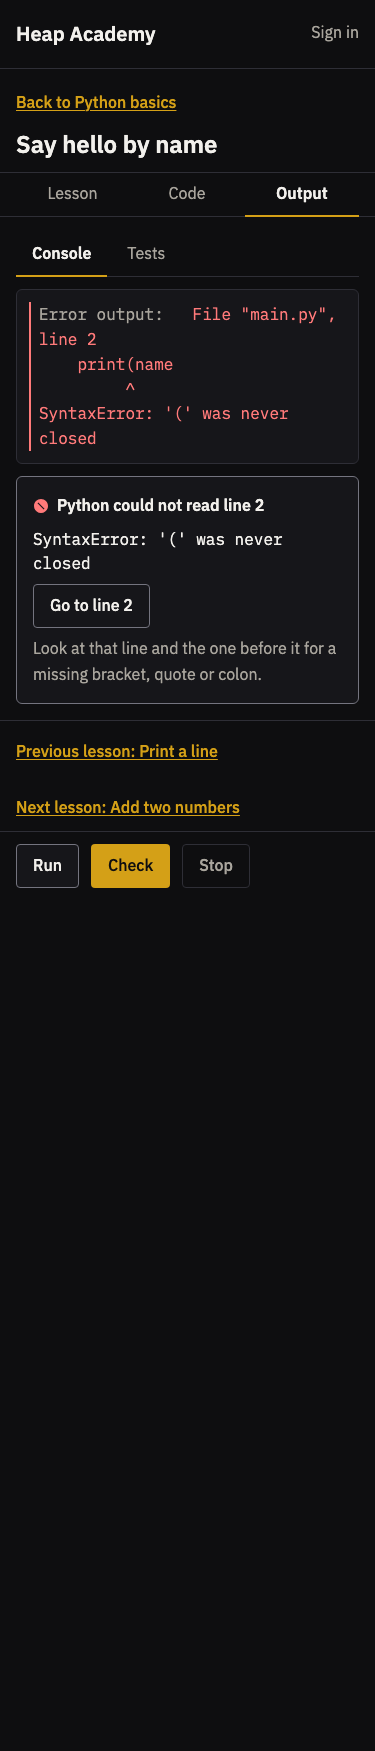 Heap Academy
Sign in
Back to Python basics
Say hello by name
Lesson
Code
Output
Console
Tests
Error output:   File "main.py",
line 2
    print(name
         ^
SyntaxError: '(' was never
closed
Python could not read line 2
SyntaxError: '(' was never
closed
Go to line 2
Look at that line and the one before it for a
missing bracket, quote or colon.
Previous lesson: Print a line
Next lesson: Add two numbers
Run
Check
Stop